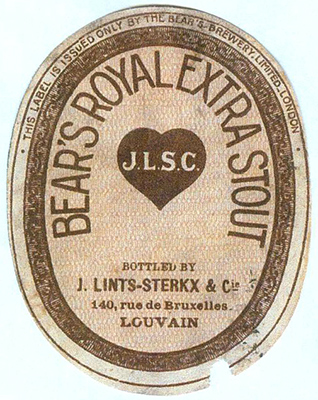 · THIS LABEL IS ISSUED ONLY BY THE BEAR'S BREWERY, LIMITED, LONDON ·
BEAR'S ROYAL EXTRA STOUT
J.L.S.C.
BOTTLED BY
J. LINTS-STERKX & Cie
140, rue de Bruxelles.
LOUVAIN